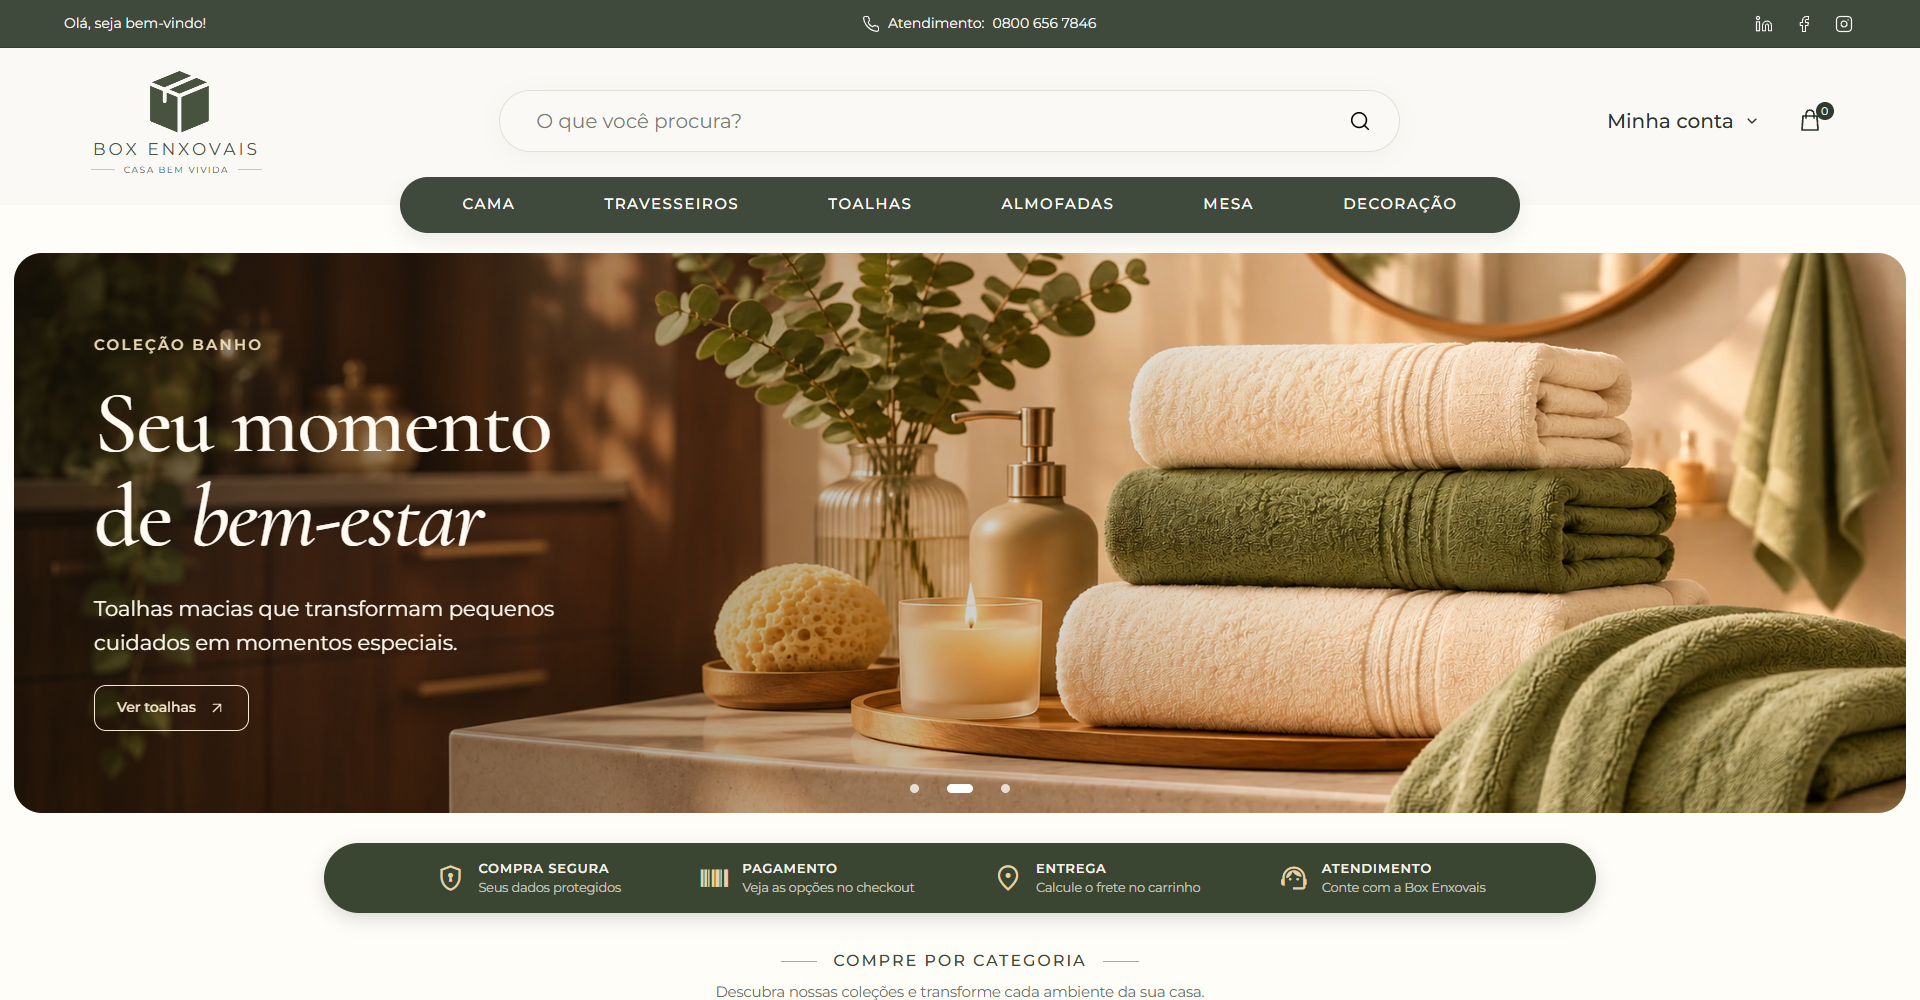 Olá, seja bem-vindo!
Atendimento: 0800 656 7846
BOX ENXOVAIS
CASA BEM VIVIDA
O que você procura?
Minha conta
0
CAMA
TRAVESSEIROS
TOALHAS
ALMOFADAS
MESA
DECORAÇÃO
COLEÇÃO BANHO
Seu momento
de bem-estar
Toalhas macias que transformam pequenos
cuidados em momentos especiais.
Ver toalhas
COMPRA SEGURA
Seus dados protegidos
PAGAMENTO
Veja as opções no checkout
ENTREGA
Calcule o frete no carrinho
ATENDIMENTO
Conte com a Box Enxovais
COMPRE POR CATEGORIA
Descubra nossas coleções e transforme cada ambiente da sua casa.